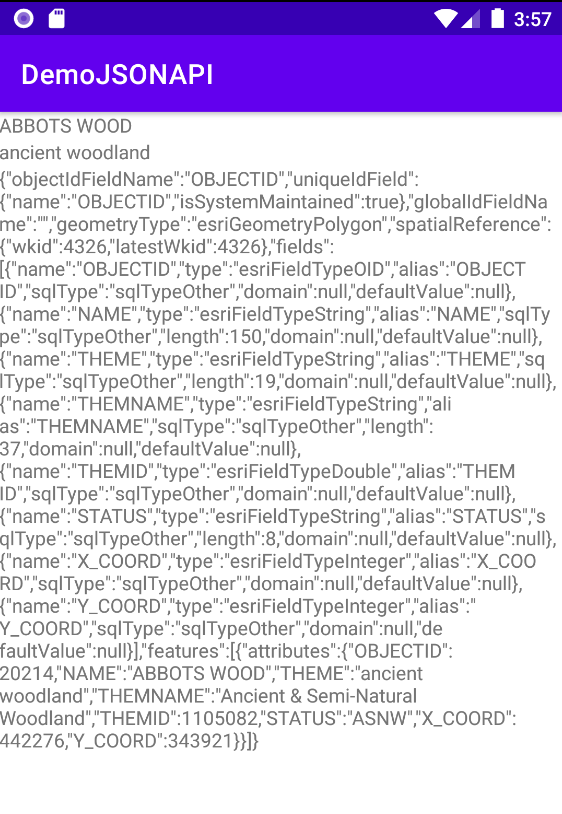 3:57
DemoJSONAPI
ABBOTS WOOD
ancient woodland
{"objectIdFieldName":"OBJECTID","uniqueIdField":
{"name":"OBJECTID","isSystemMaintained":true},"globalIdFieldNa
me":"","geometryType":"esriGeometryPolygon","spatialReference":
{"wkid":4326,"latestWkid":4326},"fields":
[{"name":"OBJECTID","type":"esriFieldTypeOID","alias":"OBJECT
ID","sqlType":"sqlTypeOther","domain":null,"defaultValue":null},
{"name":"NAME","type":"esriFieldTypeString","alias":"NAME","sqlTy
pe":"sqlTypeOther","length":150,"domain":null,"defaultValue":null},
{"name":"THEME","type":"esriFieldTypeString","alias":"THEME","sq
lType":"sqlTypeOther","length":19,"domain":null,"defaultValue":null},
{"name":"THEMNAME","type":"esriFieldTypeString","ali
as":"THEMNAME","sqlType":"sqlTypeOther","length":
37,"domain":null,"defaultValue":null},
{"name":"THEMID","type":"esriFieldTypeDouble","alias":"THEM
ID","sqlType":"sqlTypeOther","domain":null,"defaultValue":null},
{"name":"STATUS","type":"esriFieldTypeString","alias":"STATUS","s
qlType":"sqlTypeOther","length":8,"domain":null,"defaultValue":null},
{"name":"X_COORD","type":"esriFieldTypeInteger","alias":"X_COO
RD","sqlType":"sqlTypeOther","domain":null,"defaultValue":null},
{"name":"Y_COORD","type":"esriFieldTypeInteger","alias":"
Y_COORD","sqlType":"sqlTypeOther","domain":null,"de
faultValue":null}],"features":[{"attributes":{"OBJECTID":
20214,"NAME":"ABBOTS WOOD","THEME":"ancient
woodland","THEMNAME":"Ancient & Semi-Natural
Woodland","THEMID":1105082,"STATUS":"ASNW","X_COORD":
442276,"Y_COORD":343921}}]}